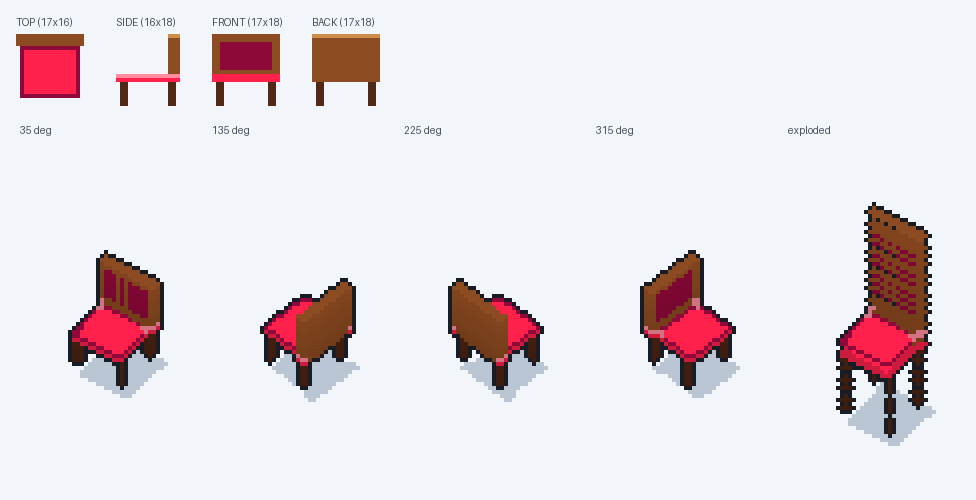 TOP (17x16) SIDE (16x18) FRONT (17x18) BACK (17x18)
35 deg 135 deg 225 deg 315 deg exploded